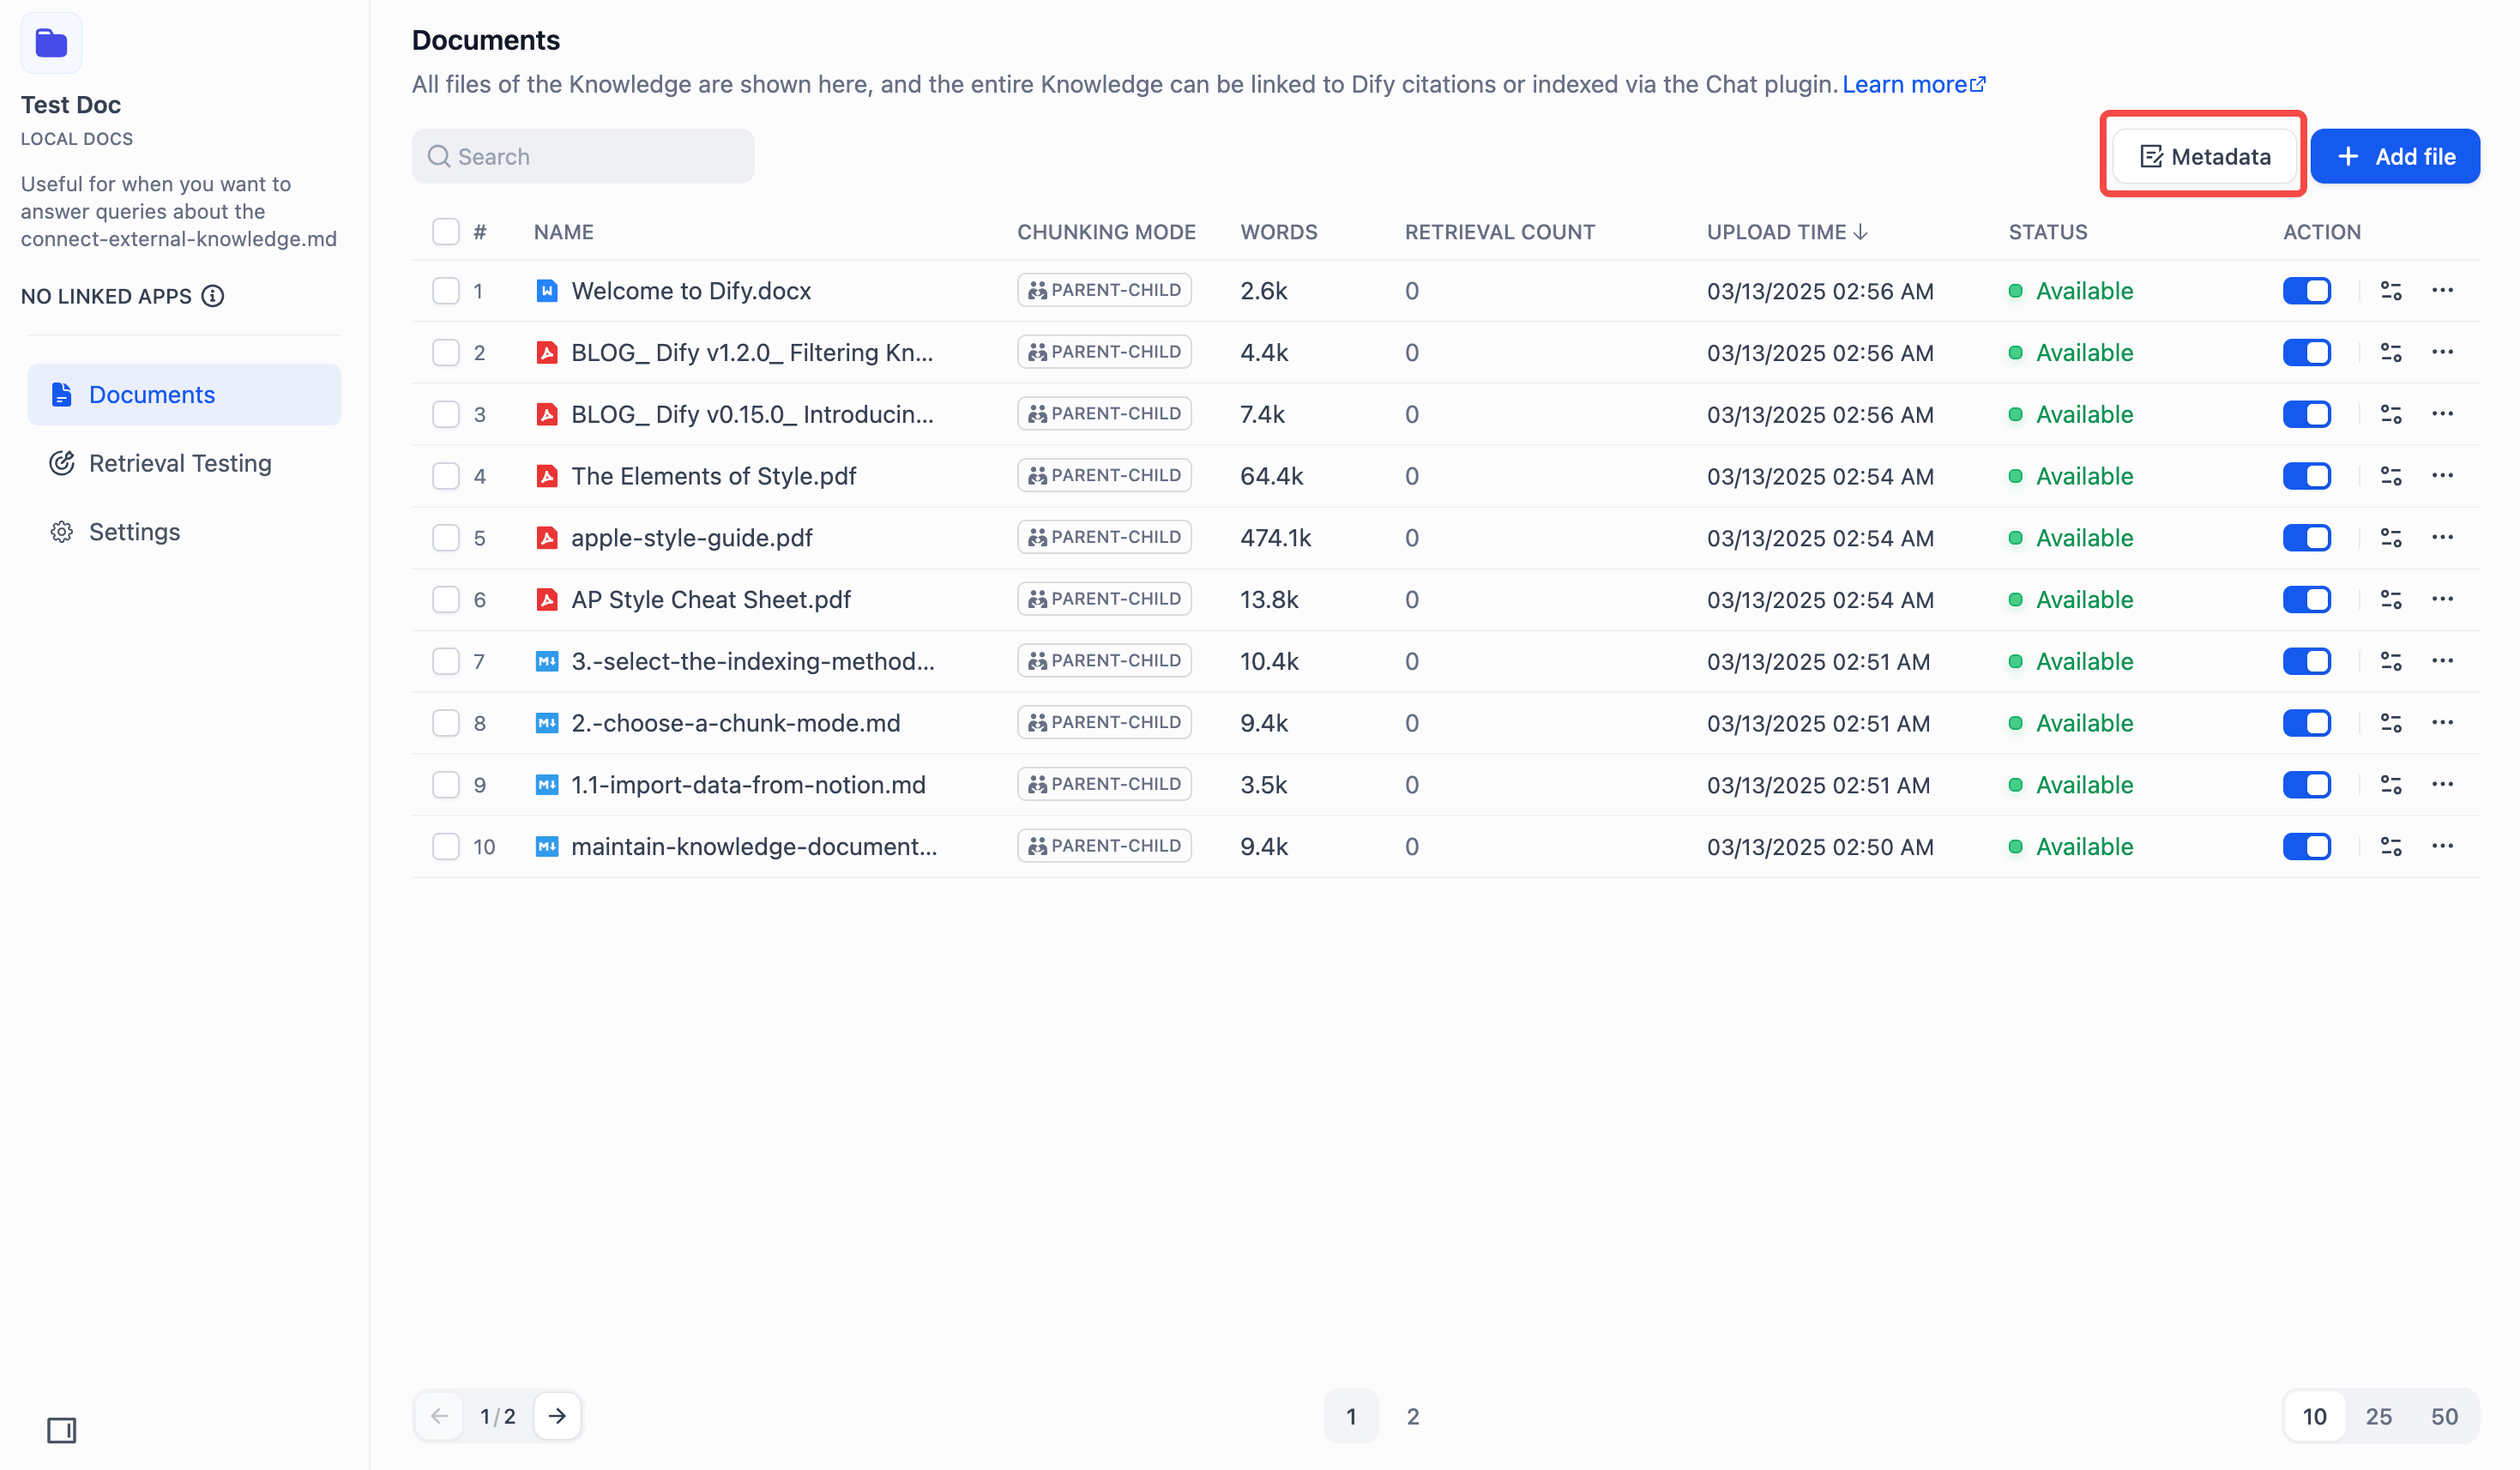 Test Doc
LOCAL DOCS
Useful for when you want to
answer queries about the
connect-external-knowledge.md
NO LINKED APPS
Documents
Retrieval Testing
Settings
Documents
All files of the Knowledge are shown here, and the entire Knowledge can be linked to Dify citations or indexed via the Chat plugin. Learn more
Search
Metadata
+ Add file
# NAME CHUNKING MODE WORDS RETRIEVAL COUNT UPLOAD TIME ↓ STATUS ACTION
1 Welcome to Dify.docx PARENT-CHILD 2.6k 0 03/13/2025 02:56 AM Available
2 BLOG_ Dify v1.2.0_ Filtering Kn... PARENT-CHILD 4.4k 0 03/13/2025 02:56 AM Available
3 BLOG_ Dify v0.15.0_ Introducin... PARENT-CHILD 7.4k 0 03/13/2025 02:56 AM Available
4 The Elements of Style.pdf PARENT-CHILD 64.4k 0 03/13/2025 02:54 AM Available
5 apple-style-guide.pdf PARENT-CHILD 474.1k 0 03/13/2025 02:54 AM Available
6 AP Style Cheat Sheet.pdf PARENT-CHILD 13.8k 0 03/13/2025 02:54 AM Available
7 3.-select-the-indexing-method... PARENT-CHILD 10.4k 0 03/13/2025 02:51 AM Available
8 2.-choose-a-chunk-mode.md PARENT-CHILD 9.4k 0 03/13/2025 02:51 AM Available
9 1.1-import-data-from-notion.md PARENT-CHILD 3.5k 0 03/13/2025 02:51 AM Available
10 maintain-knowledge-document... PARENT-CHILD 9.4k 0 03/13/2025 02:50 AM Available
← 1/2 → 1 2 10 25 50